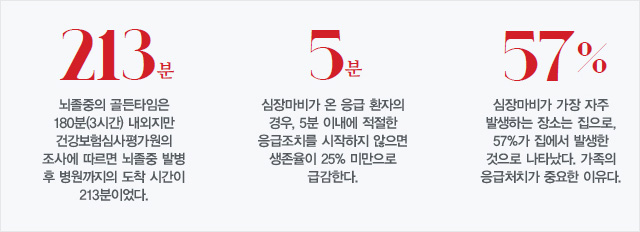 213분
뇌졸중의 골든타임은
180분(3시간) 내외지만
건강보험심사평가원의
조사에 따르면 뇌졸중 발병
후 병원까지의 도착 시간이
213분이었다.
5분
심장마비가 온 응급 환자의
경우, 5분 이내에 적절한
응급조치를 시작하지 않으면
생존율이 25% 미만으로
급감한다.
57%
심장마비가 가장 자주
발생하는 장소는 집으로,
57%가 집에서 발생한
것으로 나타났다. 가족의
응급처치가 중요한 이유다.